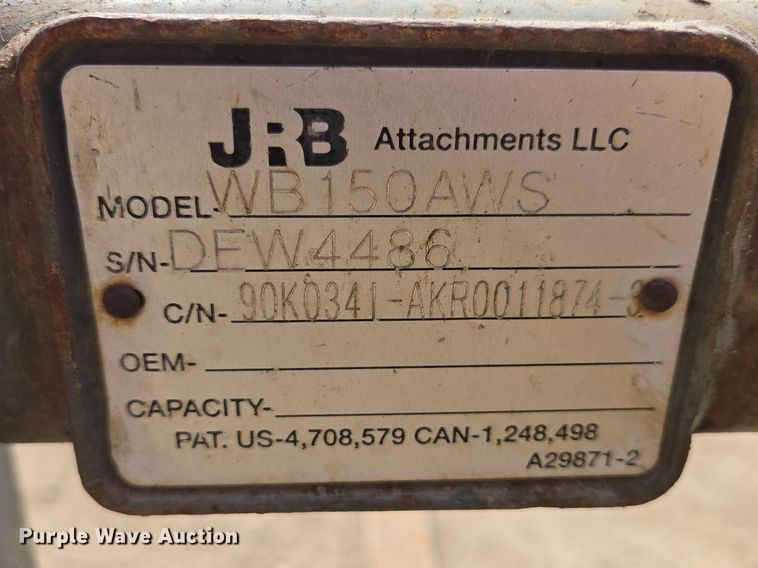 JRB Attachments LLC
MODEL-WB150AWS
S/N-DEW4486
C/N-90K0341-AKR0011874-
OEM-
CAPACITY-
PAT. US-4,708,579 CAN-1,248,498
A29871-2
Purple Wave Auction